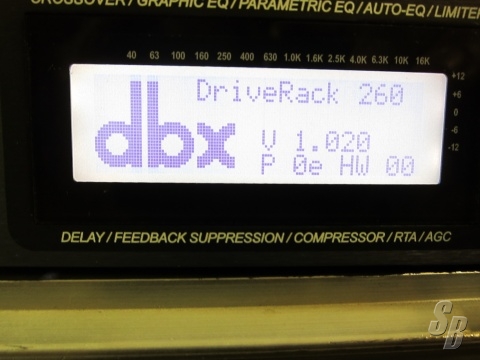 CROSSOVER / GRAPHIC EQ / PARAMETRIC EQ / AUTO-EQ / LIMITER
40 63 100 160 250 400 630 1.0K 1.6K 2.5K 4.0K 6.3K 10K 16K
+12
+6
0
-6
-12
DriveRack 260
dbx
V 1.020
P 0e HW 00
DELAY / FEEDBACK SUPPRESSION / COMPRESSOR / RTA / AGC
SB